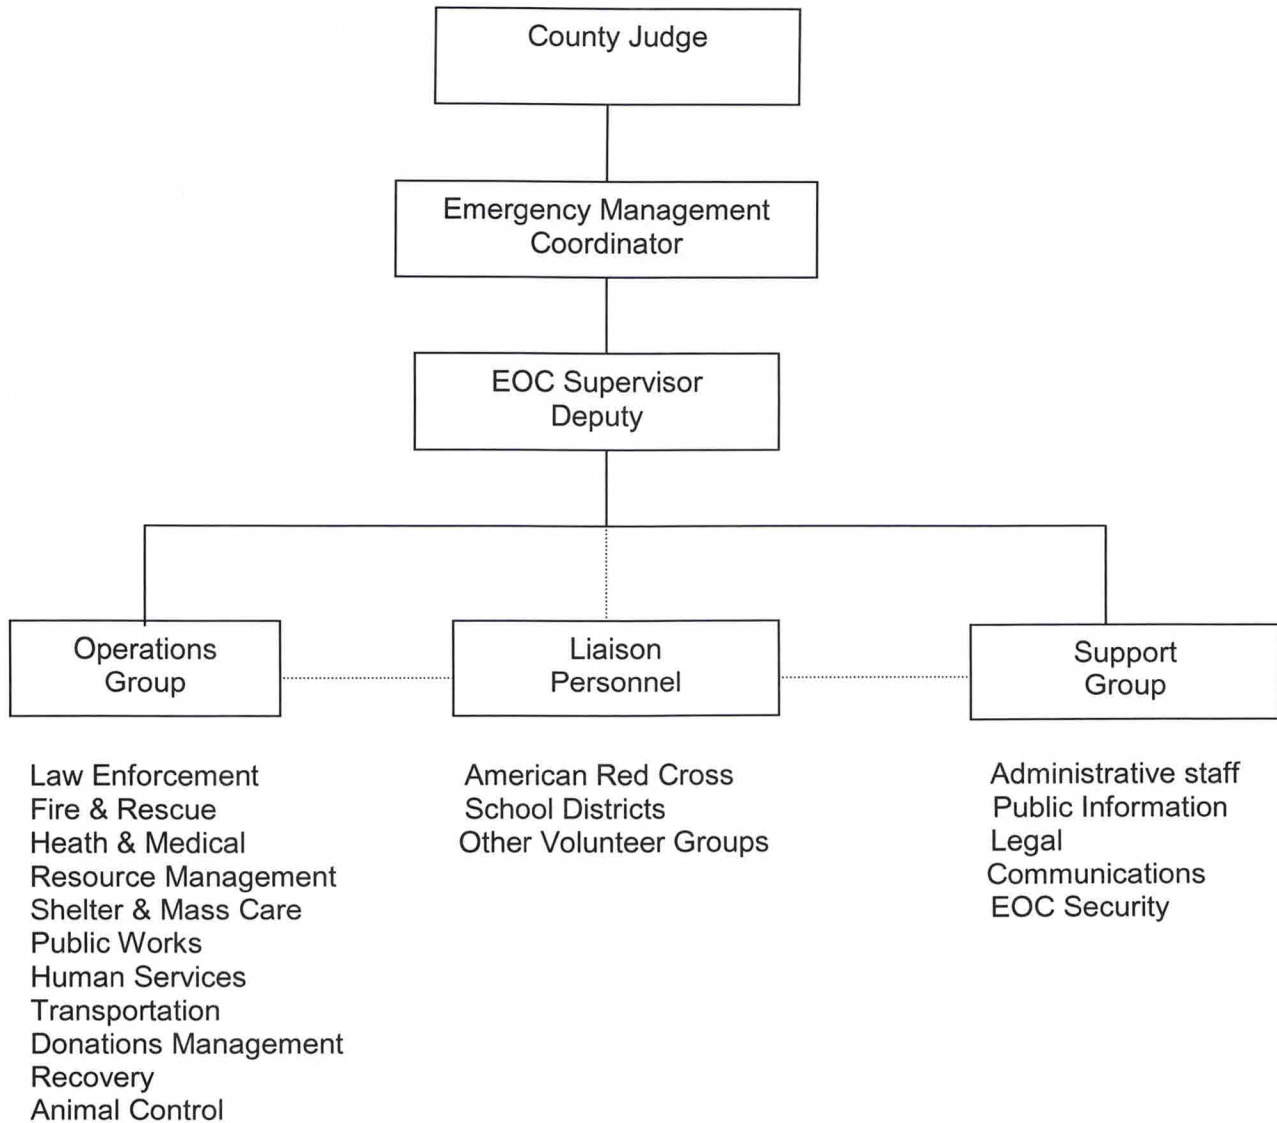 County Judge
Emergency Management
Coordinator
EOC Supervisor
Deputy
Operations
Group
Liaison
Personnel
Support
Group
Law Enforcement
Fire & Rescue
Heath & Medical
Resource Management
Shelter & Mass Care
Public Works
Human Services
Transportation
Donations Management
Recovery
Animal Control
American Red Cross
School Districts
Other Volunteer Groups
Administrative staff
Public Information
Legal
Communications
EOC Security